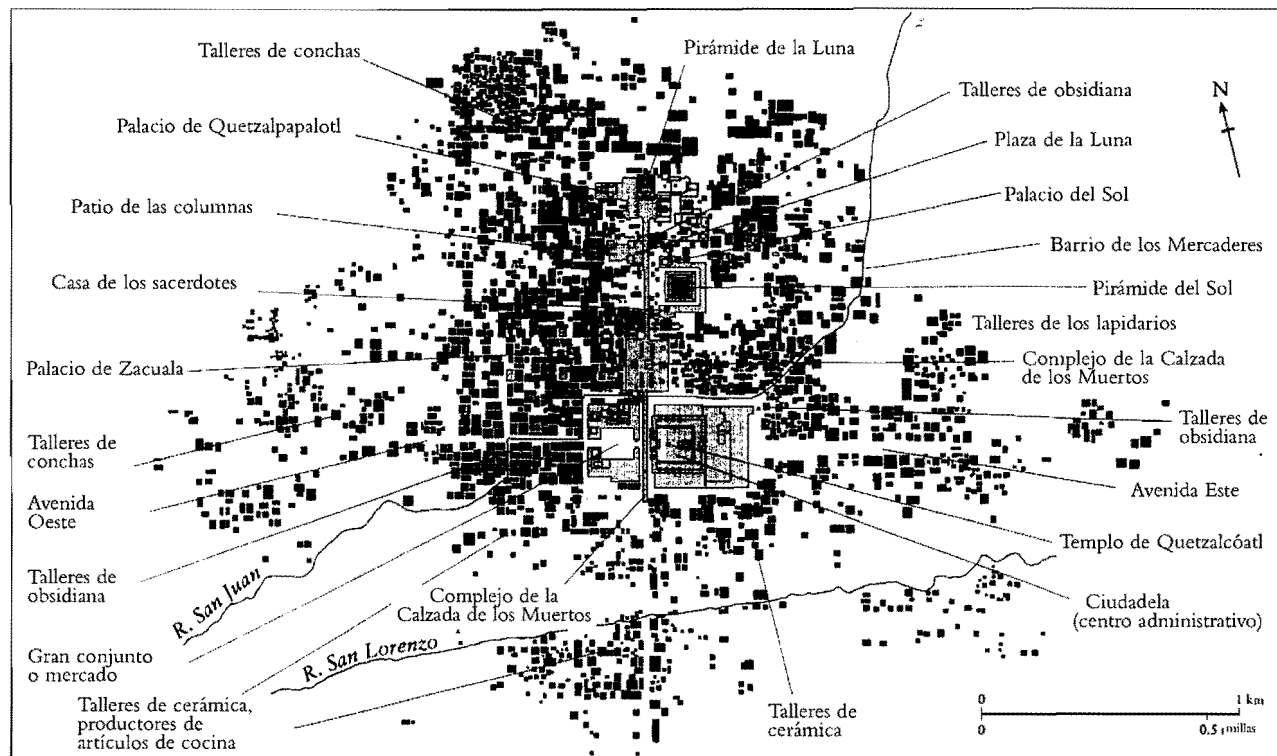 Talleres de conchas
Palacio de Quetzalpapalotl
Patio de las columnas
Casa de los sacerdotes
Palacio de Zacuala
Talleres de
conchas
Avenida
Oeste
Talleres de
obsidiana
Gran conjunto
o mercado
Talleres de cerámica,
productores de
artículos de cocina
R. San Juan
R. San Lorenzo
Complejo de la
Calzada de los Muertos
Talleres de
cerámica
Pirámide de la Luna
Talleres de obsidiana
N
Plaza de la Luna
Palacio del Sol
Barrio de los Mercaderes
Pirámide del Sol
Talleres de los lapidarios
Complejo de la Calzada
de los Muertos
Talleres de
obsidiana
Avenida Este
Templo de Quetzalcóatl
Ciudadela
(centro administrativo)
0 1 km
0 0.5 millas